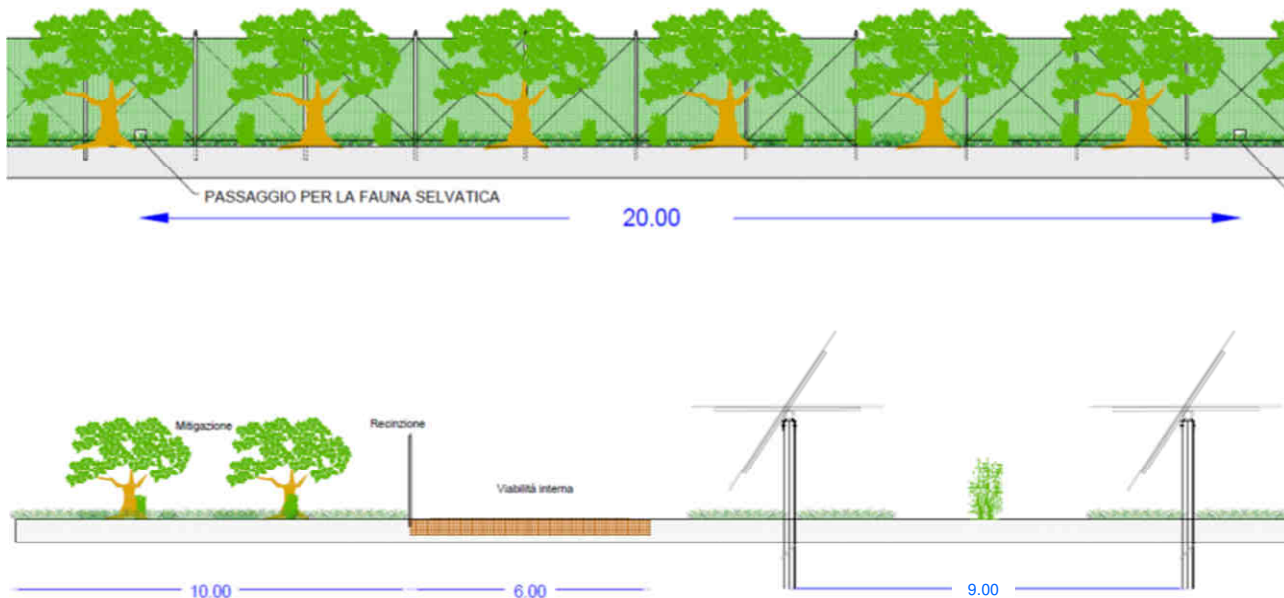 PASSAGGIO PER LA FAUNA SELVATICA
20.00
Mitigazione
Recinzione
Viabilità interna
10.00
6.00
9.00